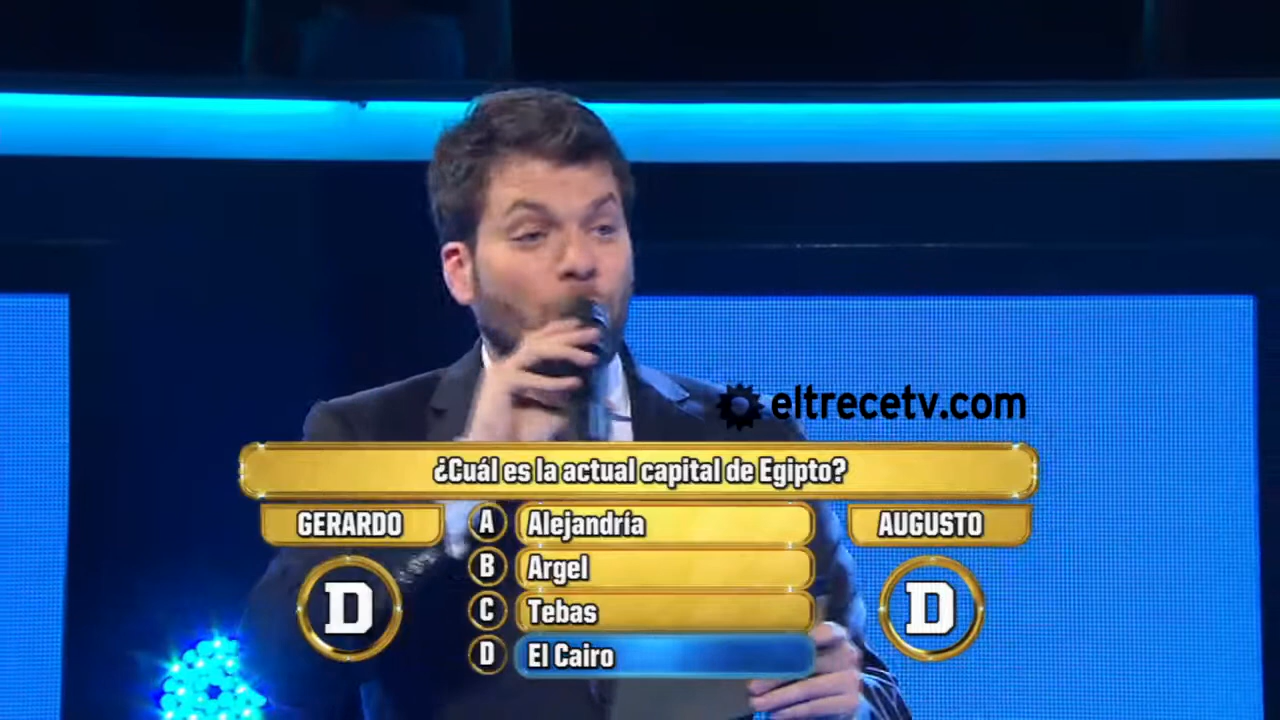 eltrecetv.com
¿Cuál es la actual capital de Egipto?
GERARDO
D
A Alejandría
B Argel
C Tebas
D El Cairo
AUGUSTO
D